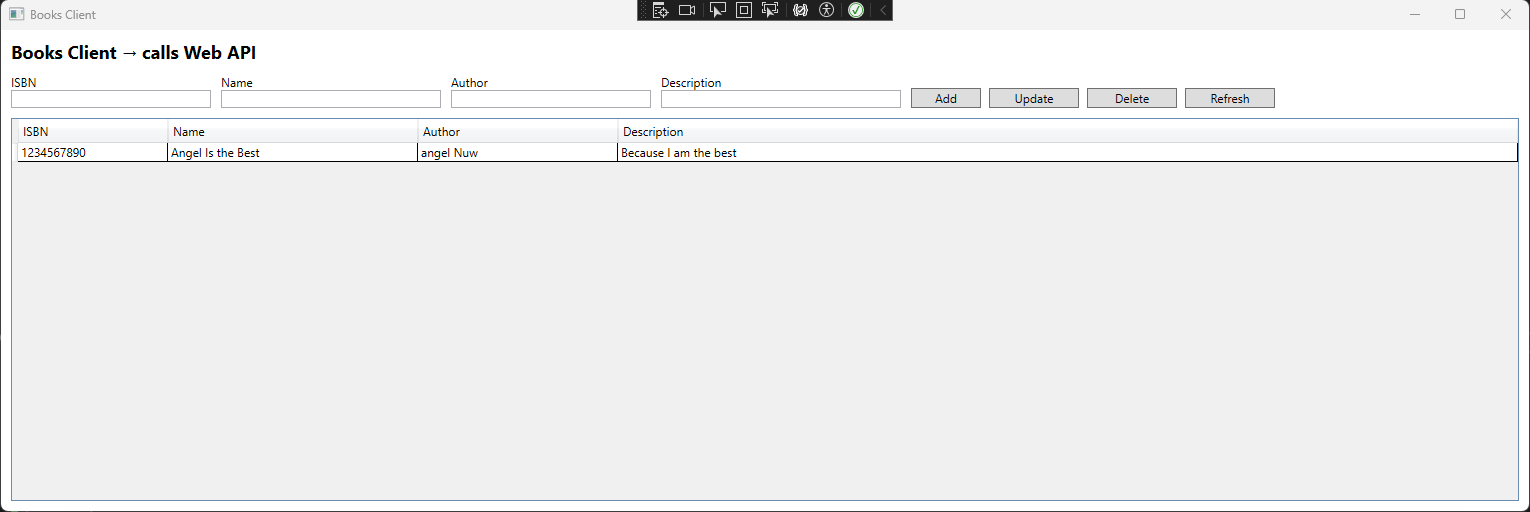 Books Client
Books Client → calls Web API
ISBN Name Author Description
Add Update Delete Refresh
ISBN Name Author Description
1234567890 Angel Is the Best angel Nuw Because I am the best